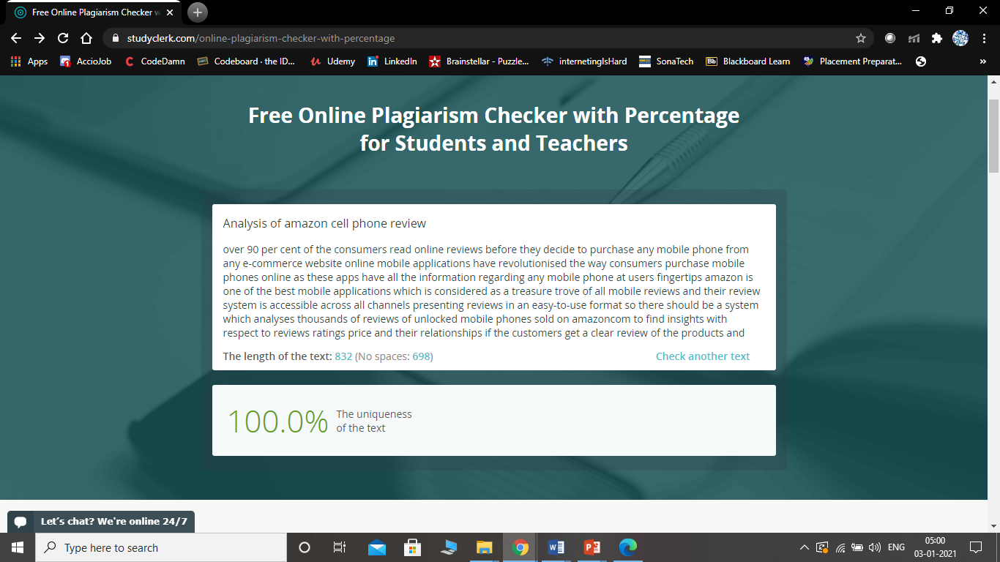 Free Online Plagiarism Checker w
studyclerk.com/online-plagiarism-checker-with-percentage
Apps AccioJob CodeDamn Codeboard · the ID... Udemy LinkedIn Brainstellar - Puzzle... internetingIsHard SonaTech Bb Blackboard Learn Placement Preparat... »
Free Online Plagiarism Checker with Percentage
for Students and Teachers
Analysis of amazon cell phone review
over 90 per cent of the consumers read online reviews before they decide to purchase any mobile phone from
any e-commerce website online mobile applications have revolutionised the way consumers purchase mobile
phones online as these apps have all the information regarding any mobile phone at users fingertips amazon is
one of the best mobile applications which is considered as a treasure trove of all mobile reviews and their review
system is accessible across all channels presenting reviews in an easy-to-use format so there should be a system
which analyses thousands of reviews of unlocked mobile phones sold on amazoncom to find insights with
respect to reviews ratings price and their relationships if the customers get a clear review of the products and
The length of the text: 832 (No spaces: 698) Check another text
100.0% The uniqueness
of the text
Let's chat? We're online 24/7
Type here to search
ENG
05:00
03-01-2021